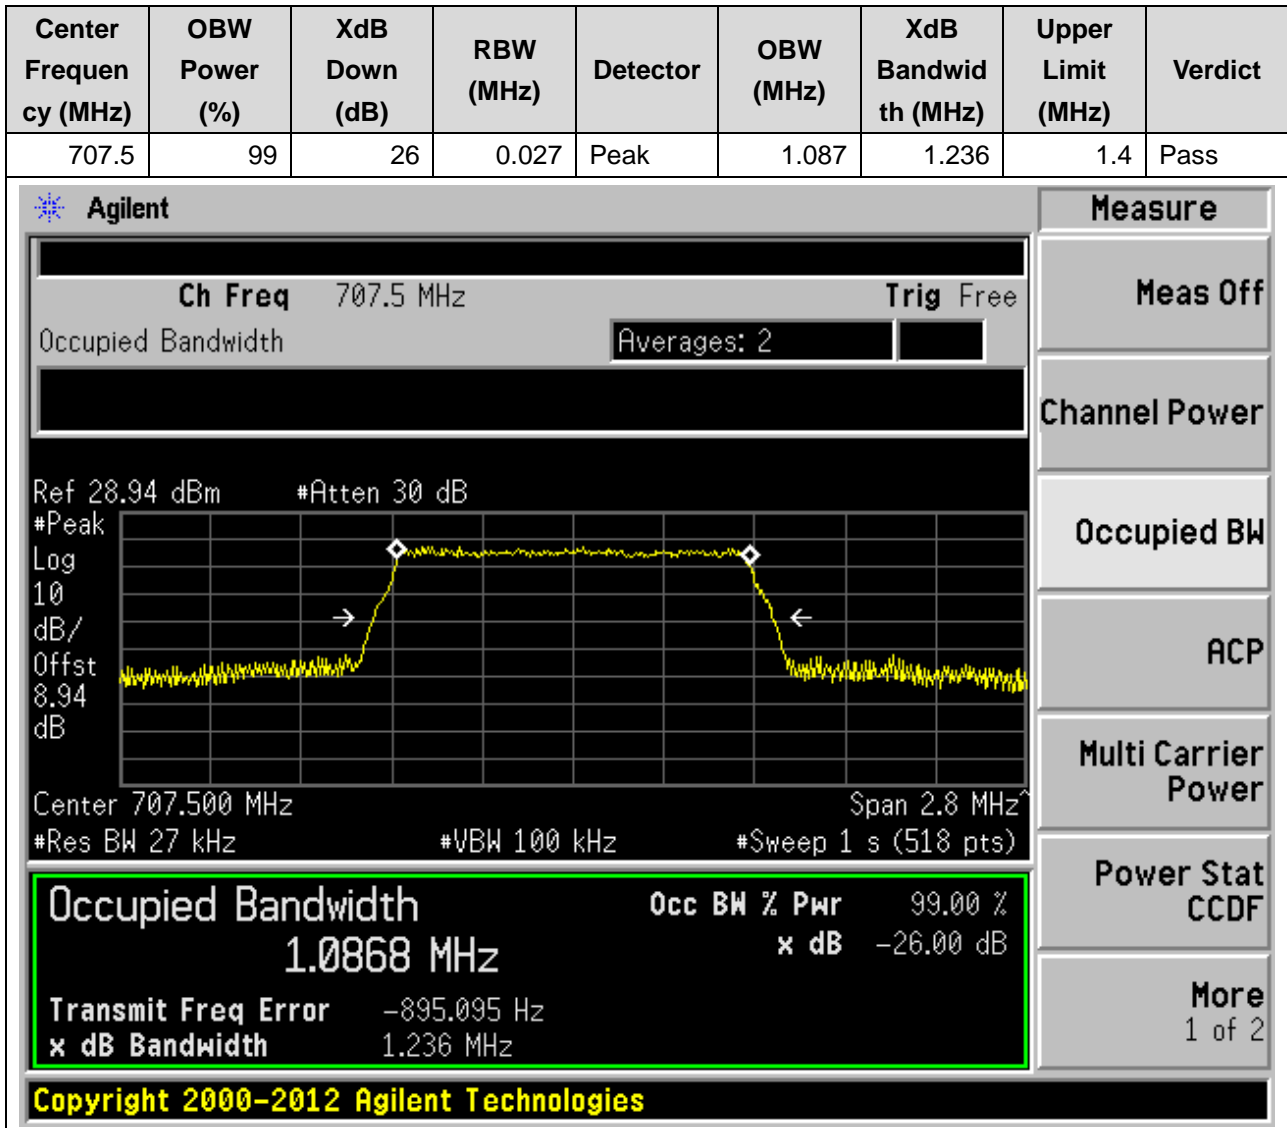 Center Frequen cy (MHz) OBW Power (%) XdB Down (dB) RBW (MHz) Detector OBW (MHz) XdB Bandwid th (MHz) Upper Limit (MHz) Verdict
707.5 99 26 0.027 Peak 1.087 1.236 1.4 Pass
Agilent
Measure
Ch Freq 707.5 MHz Trig Free
Meas Off
Occupied Bandwidth Averages: 2
Channel Power
Ref 28.94 dBm #Atten 30 dB
#Peak
Log
10
dB/
Offst
8.94
dB
Occupied BW
ACP
Multi Carrier
Power
Center 707.500 MHz Span 2.8 MHz^
#Res BW 27 kHz #VBW 100 kHz #Sweep 1 s (518 pts)
Power Stat
CCDF
Occupied Bandwidth Occ BW % Pwr 99.00 %
1.0868 MHz x dB -26.00 dB
Transmit Freq Error -895.095 Hz
x dB Bandwidth 1.236 MHz
More
1 of 2
Copyright 2000-2012 Agilent Technologies